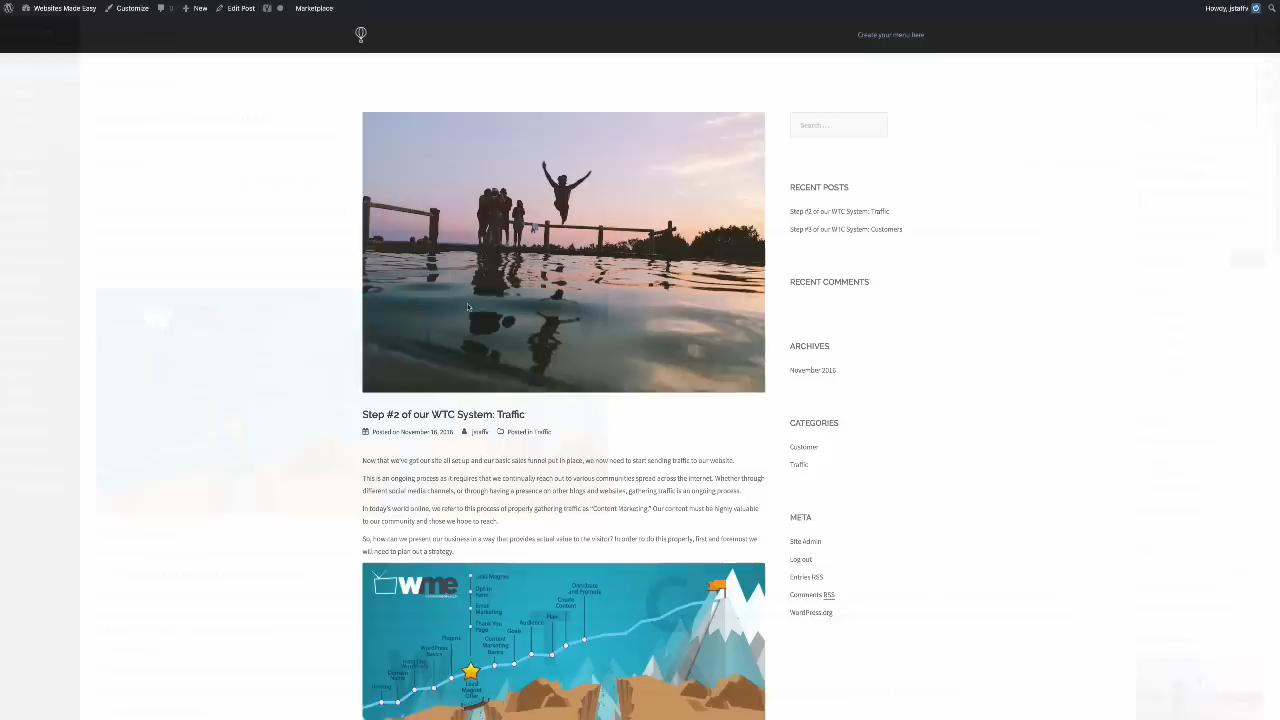 Websites Made Easy Customize 0 New Edit Post Marketplace Howdy, jstaffv
Create your menu here
Search …
RECENT POSTS
Step #2 of our WTC System: Traffic
Step #3 of our WTC System: Customers
RECENT COMMENTS
ARCHIVES
November 2016
CATEGORIES
Customer
Traffic
META
Site Admin
Log out
Entries RSS
Comments RSS
WordPress.org
Step #2 of our WTC System: Traffic
Posted on November 16, 2016 jstaffv Posted in Traffic
Now that we've got our site all set up and our basic sales funnel put in place, we now need to start sending traffic to our website.
This is an ongoing process as it requires that we continually reach out to various communities spread across the internet. Whether through
different social media channels, or through having a presence on other blogs and websites, gathering traffic is an ongoing process.
In today's world online, we refer to this process of properly gathering traffic as "Content Marketing." Our content must be highly valuable
to our community and those we hope to reach.
So, how can we present our business in a way that provides actual value to the visitor? In order to do this properly, first and foremost we
will need to plan out a strategy.
wme
Lead Magnet
Opt-in
Form
Email
Marketing
Thank You
Page
Content
Marketing
Basics
Goals
Audience
Plan
Create
Content
Distribute
and Promote
Plugins
WordPress
Basics
Domain
Name
Hosting
Lead
Magnet
Offer